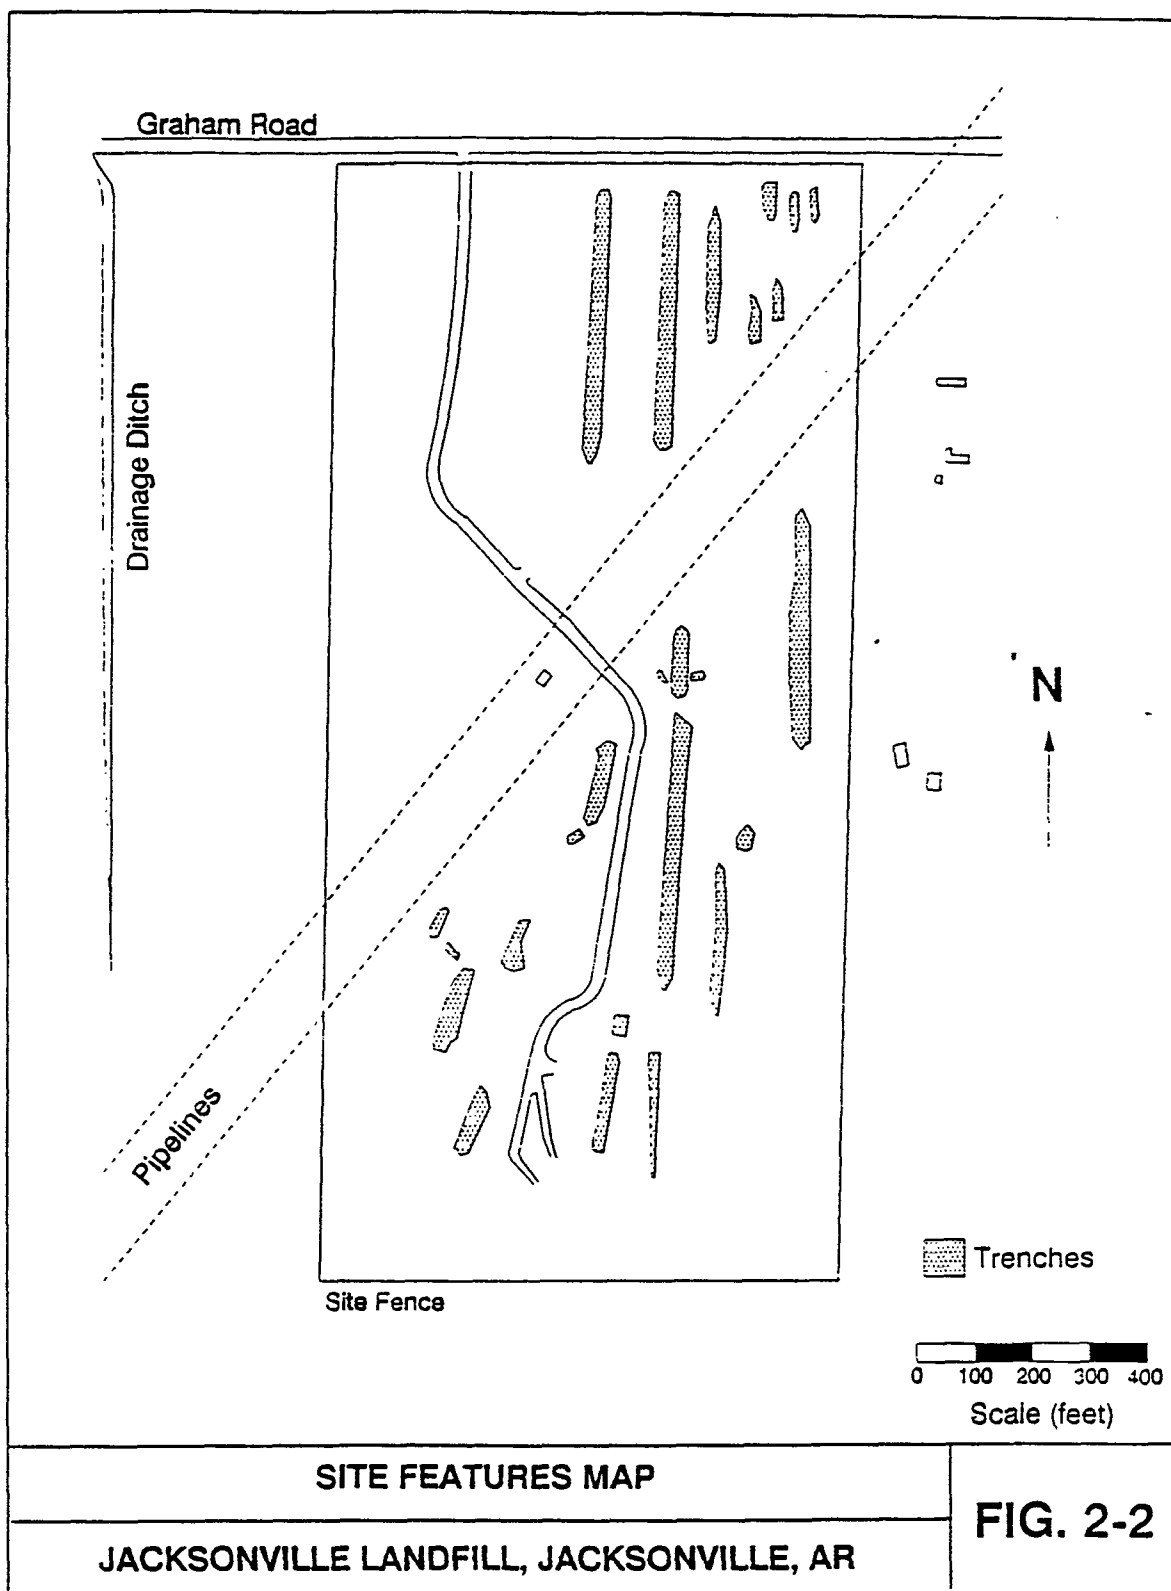 Graham Road
Drainage Ditch
N
Pipelines
Trenches
Site Fence
0 100 200 300 400
Scale (feet)
SITE FEATURES MAP
FIG. 2-2
JACKSONVILLE LANDFILL, JACKSONVILLE, AR